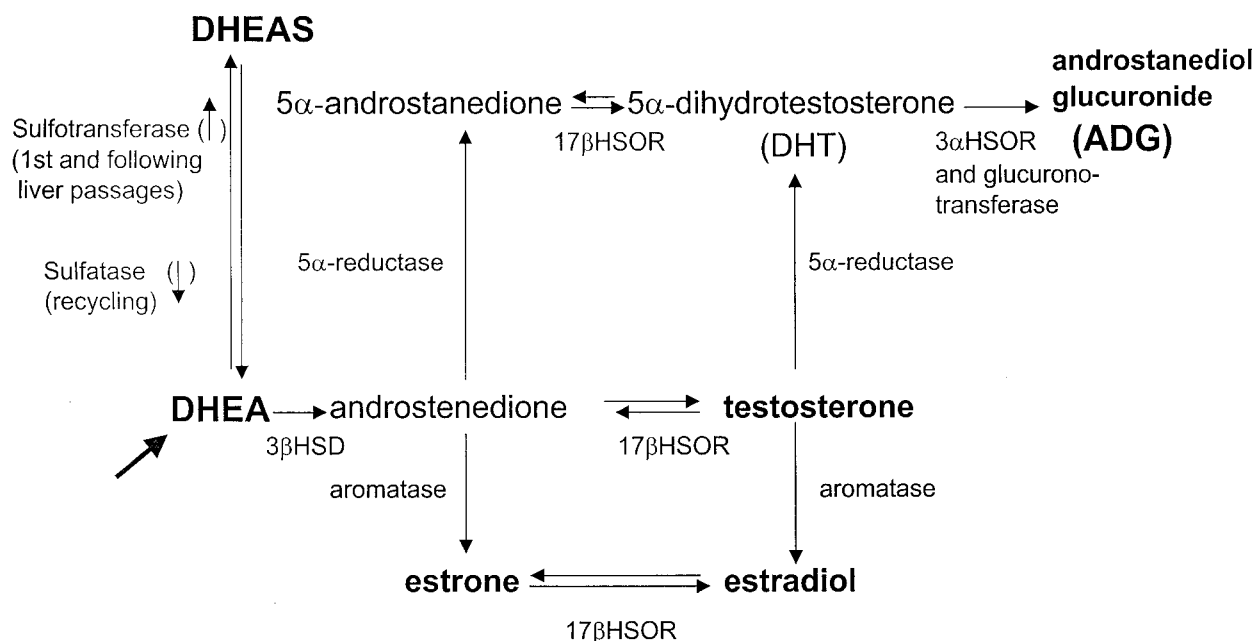 DHEAS
androstanediol
glucuronide
(ADG)
5α-androstanedione
17βHSOR
5α-dihydrotestosterone
(DHT)
3αHSOR
and glucurono-
transferase
Sulfotransferase (↑)
(1st and following
liver passages)
Sulfatase (↓)
(recycling)
5α-reductase
5α-reductase
DHEA
3βHSD
androstenedione
17βHSOR
testosterone
aromatase
aromatase
estrone
estradiol
17βHSOR